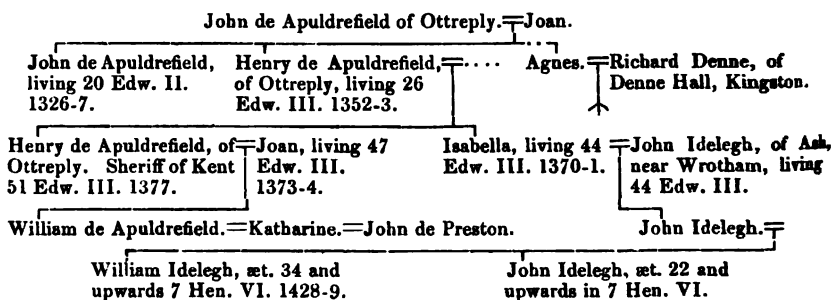 John de Apuldrefield of Ottreply.=Joan.
John de Apuldrefield, living 20 Edw. II. 1326-7.
Henry de Apuldrefield,= .... of Ottreply, living 26 Edw. III. 1352-3.
Agnes.=Richard Denne, of Denne Hall, Kingston.
Henry de Apuldrefield, of Ottreply. Sheriff of Kent 51 Edw. III. 1377.
=Joan, living 47 Edw. III. 1373-4.
Isabella, living 44 Edw. III. 1370-1.
=John Idelegh, of Ash, near Wrotham, living 44 Edw. III.
William de Apuldrefield.=Katharine.=John de Preston.
John Idelegh.=
William Idelegh, æt. 34 and upwards 7 Hen. VI. 1428-9.
John Idelegh, æt. 22 and upwards in 7 Hen. VI.